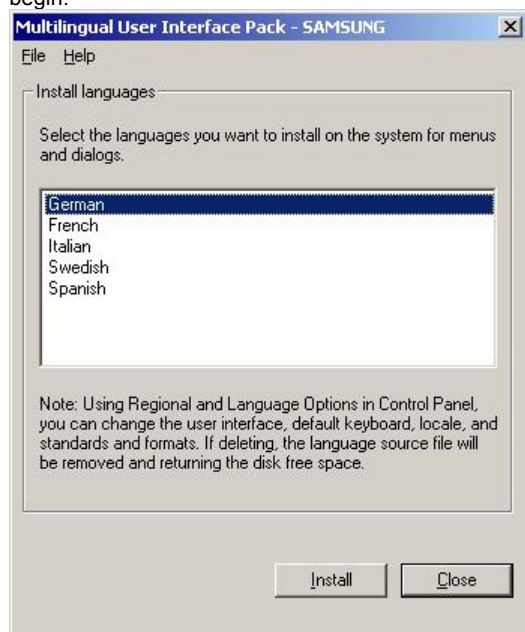 begin.
Multilingual User Interface Pack - SAMSUNG
File Help
Install languages
Select the languages you want to install on the system for menus
and dialogs.
German
French
Italian
Swedish
Spanish
Note: Using Regional and Language Options in Control Panel,
you can change the user interface, default keyboard, locale, and
standards and formats. If deleting, the language source file will
be removed and returning the disk free space.
Install Close